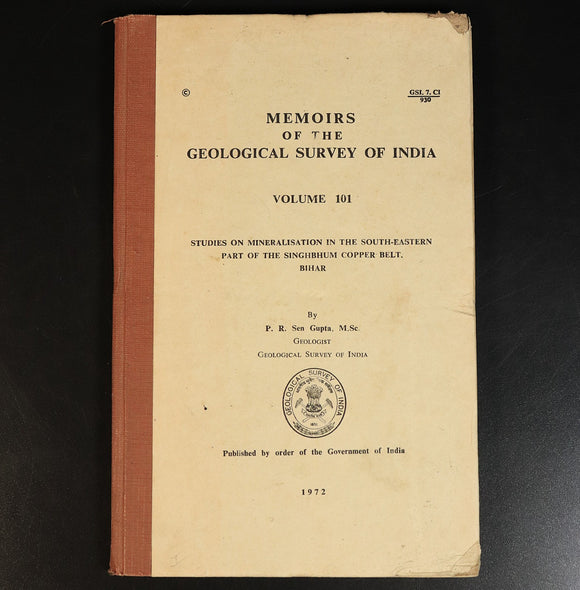 ©
GSI. 7. CI
930
MEMOIRS
OF THE
GEOLOGICAL SURVEY OF INDIA
VOLUME 101
STUDIES ON MINERALISATION IN THE SOUTH-EASTERN
PART OF THE SINGHBHUM COPPER BELT,
BIHAR
By
P. R. Sen Gupta, M.Sc.
GEOLOGIST
GEOLOGICAL SURVEY OF INDIA
GEOLOGICAL SURVEY OF INDIA
Published by order of the Government of India
1972